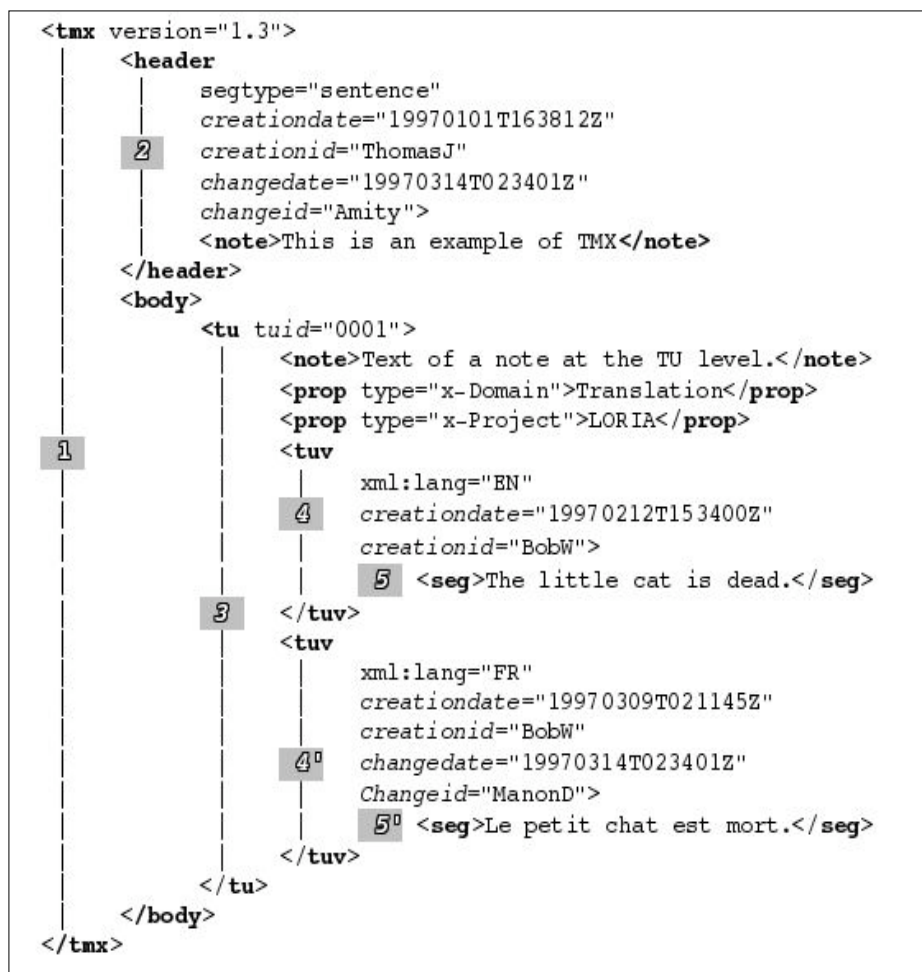 <tmx version="1.3">
<header
segtype="sentence"
creationdate="19970101T163812Z"
2 creationid="ThomasJ"
changedate="19970314T023401Z"
changeid="Amity">
<note>This is an example of TMX</note>
</header>
<body>
<tu tuid="0001">
<note>Text of a note at the TU level.</note>
<prop type="x-Domain">Translation</prop>
<prop type="x-Project">LORIA</prop>
1 <tuv
xml:lang="EN"
4 creationdate="19970212T153400Z"
creationid="BobW">
5 <seg>The little cat is dead.</seg>
3 </tuv>
<tuv
xml:lang="FR"
creationdate="19970309T021145Z"
creationid="BobW"
4▯ changedate="19970314T023401Z"
Changeid="ManonD">
5▯ <seg>Le petit chat est mort.</seg>
</tuv>
</tu>
</body>
</tmx>